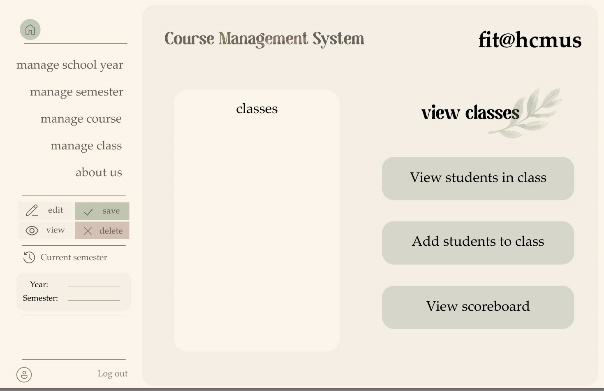 manage school year
manage semester
manage course
manage class
about us
edit
save
view
delete
Current semester
Year:
Semester:
Log out
Course Management System
fit@hcmus
classes
view classes
View students in class
Add students to class
View scoreboard